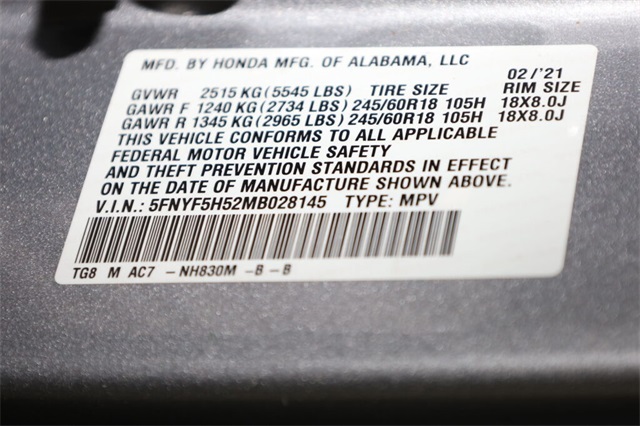 MFD. BY HONDA MFG. OF ALABAMA, LLC
02/'21
GVWR 2515 KG (5545 LBS) TIRE SIZE RIM SIZE
GAWR F 1240 KG (2734 LBS) 245/60R18 105H 18X8.0J
GAWR R 1345 KG (2965 LBS) 245/60R18 105H 18X8.0J
THIS VEHICLE CONFORMS TO ALL APPLICABLE
FEDERAL MOTOR VEHICLE SAFETY
AND THEFT PREVENTION STANDARDS IN EFFECT
ON THE DATE OF MANUFACTURE SHOWN ABOVE.
V.I.N.: 5FNYF5H52MB028145 TYPE: MPV
TG8 M AC7 -NH830M -B -B